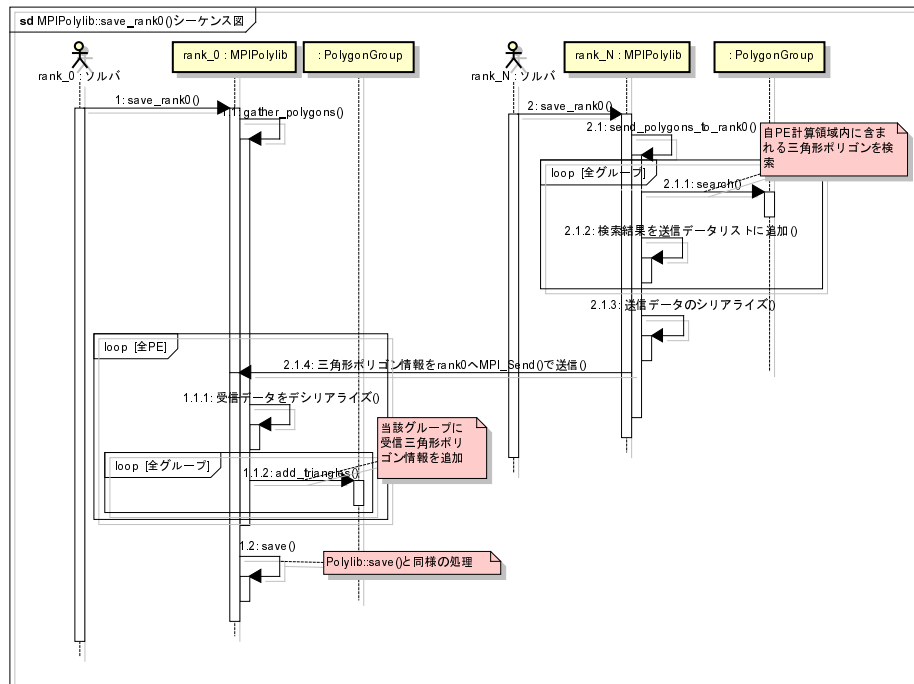 sd MPIPolylib::save_rank0()シーケンス図
rank_0 : ソルバ
rank_0 : MPIPolylib
: PolygonGroup
rank_N : ソルバ
rank_N : MPIPolylib
: PolygonGroup
1: save_rank0()
1.1: gather_polygons()
2: save_rank0()
2.1: send_polygons_to_rank0()
自PE計算領域内に含ま
れる三角形ポリゴンを検
索
loop [全グループ]
2.1.1: search()
2.1.2: 検索結果を送信データリストに追加()
2.1.3: 送信データのシリアライズ()
loop [全PE]
2.1.4: 三角形ポリゴン情報をrank0へMPI_Send()で送信()
1.1.1: 受信データをデシリアライズ()
当該グループに
受信三角形ポリ
ゴン情報を追加
loop [全グループ]
1.1.2: add_triangles()
1.2: save()
Polylib::save()と同様の処理